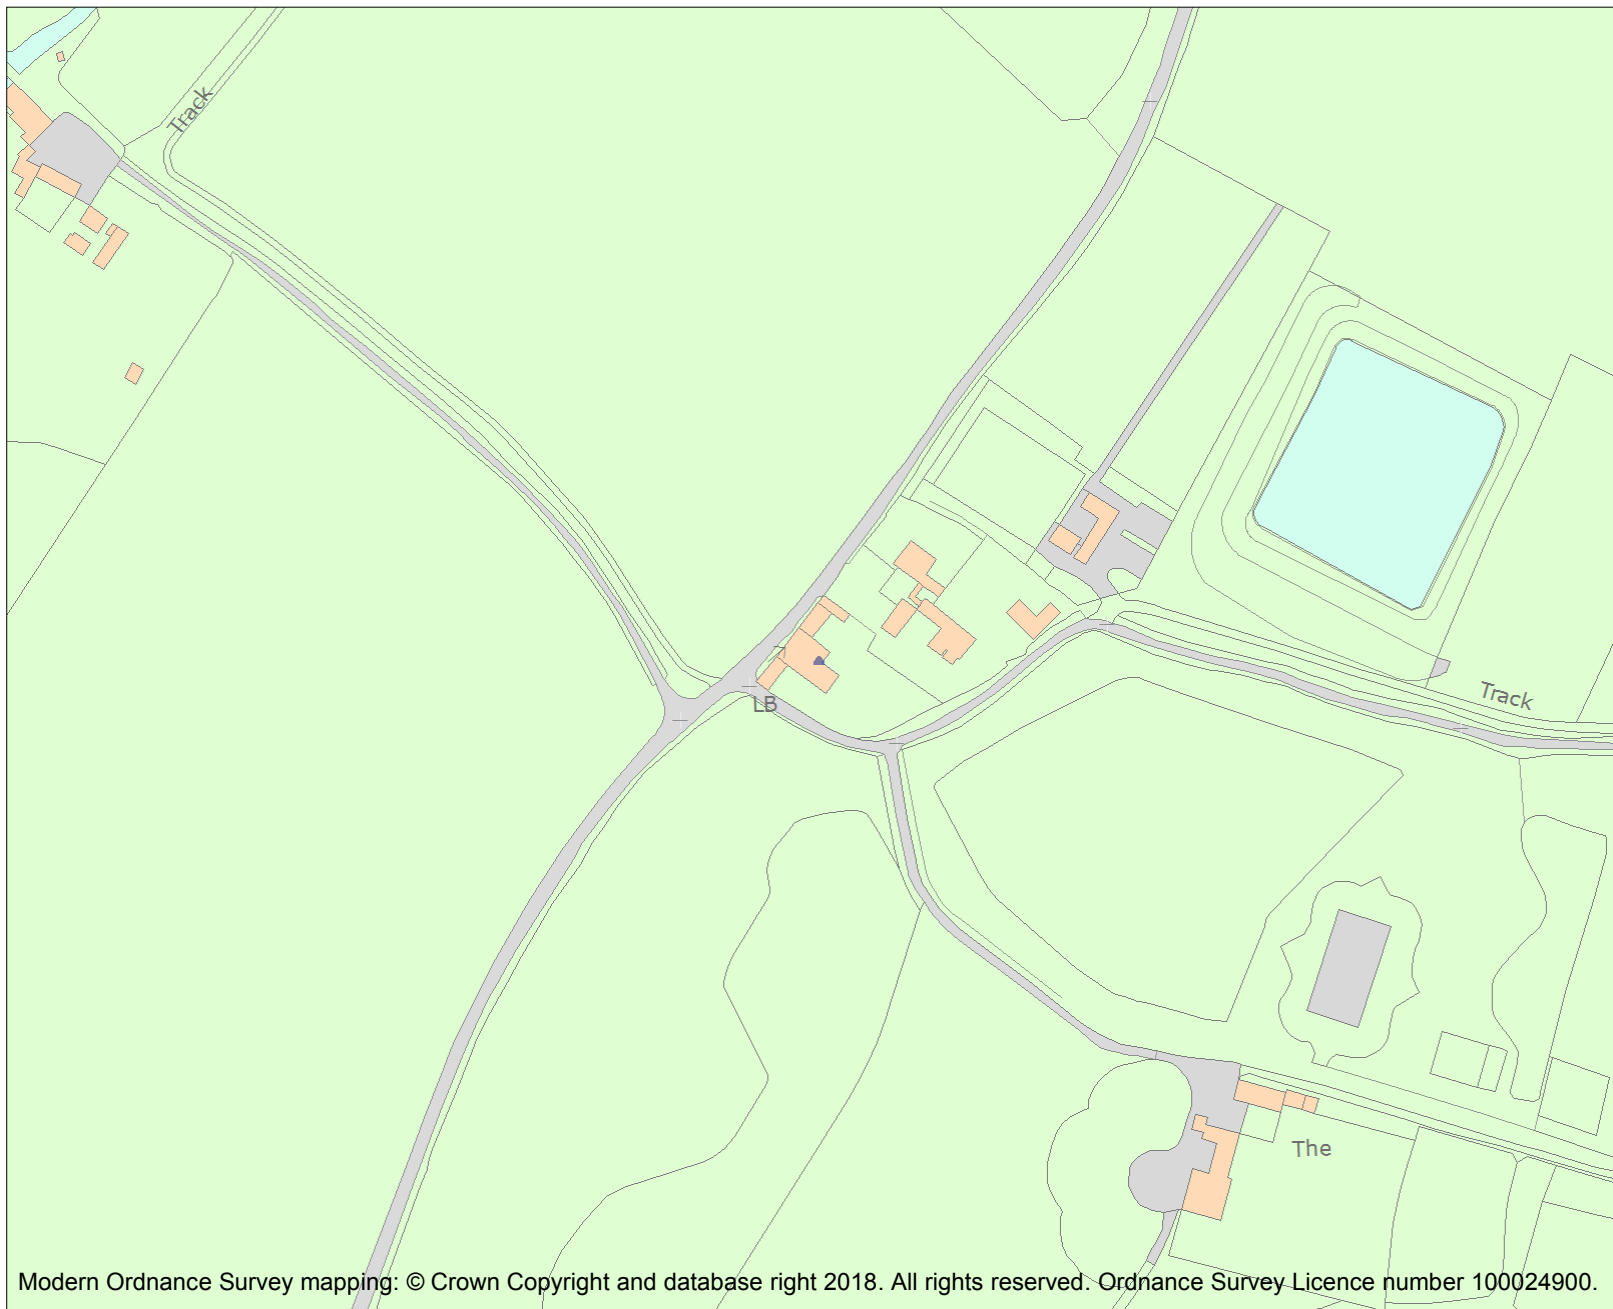 Track
LB
Track
The
Modern Ordnance Survey mapping: © Crown Copyright and database right 2018. All rights reserved. Ordnance Survey Licence number 100024900.